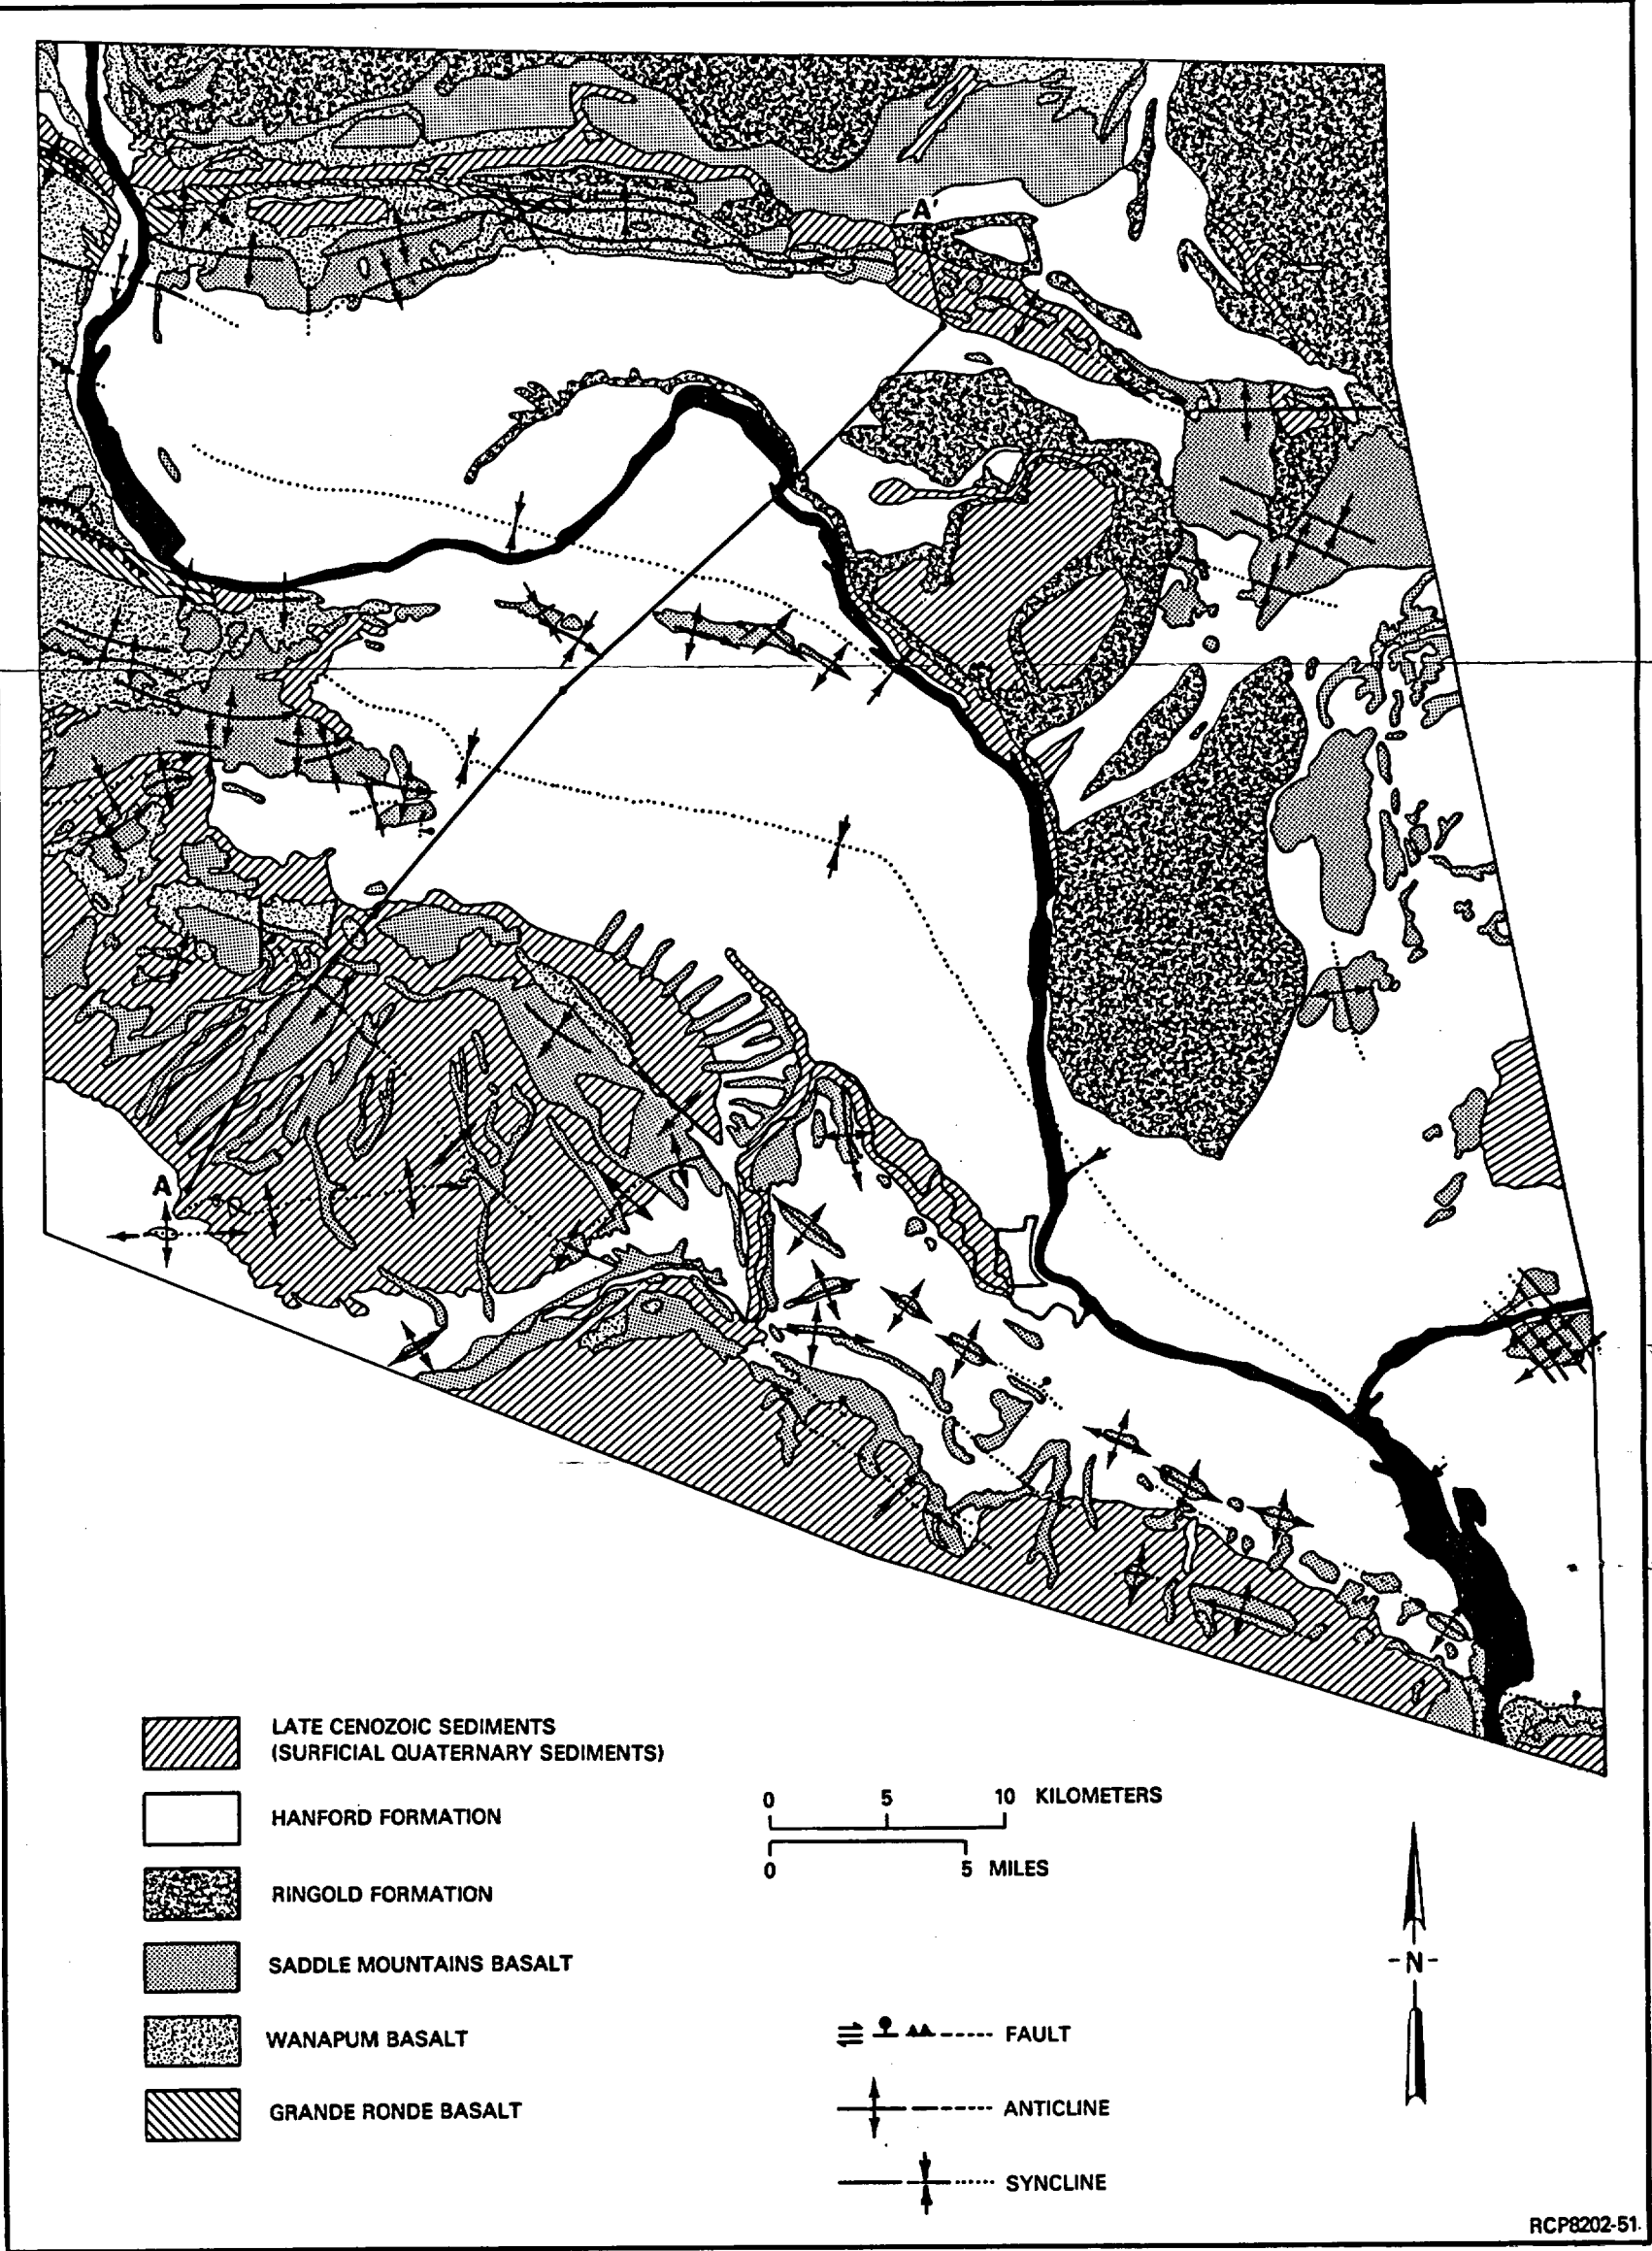 A'
A
LATE CENOZOIC SEDIMENTS
(SURFICIAL QUATERNARY SEDIMENTS)
HANFORD FORMATION
RINGOLD FORMATION
SADDLE MOUNTAINS BASALT
WANAPUM BASALT
GRANDE RONDE BASALT
0 5 10 KILOMETERS
0 5 MILES
FAULT
ANTICLINE
SYNCLINE
-N-
RCP8202-51.